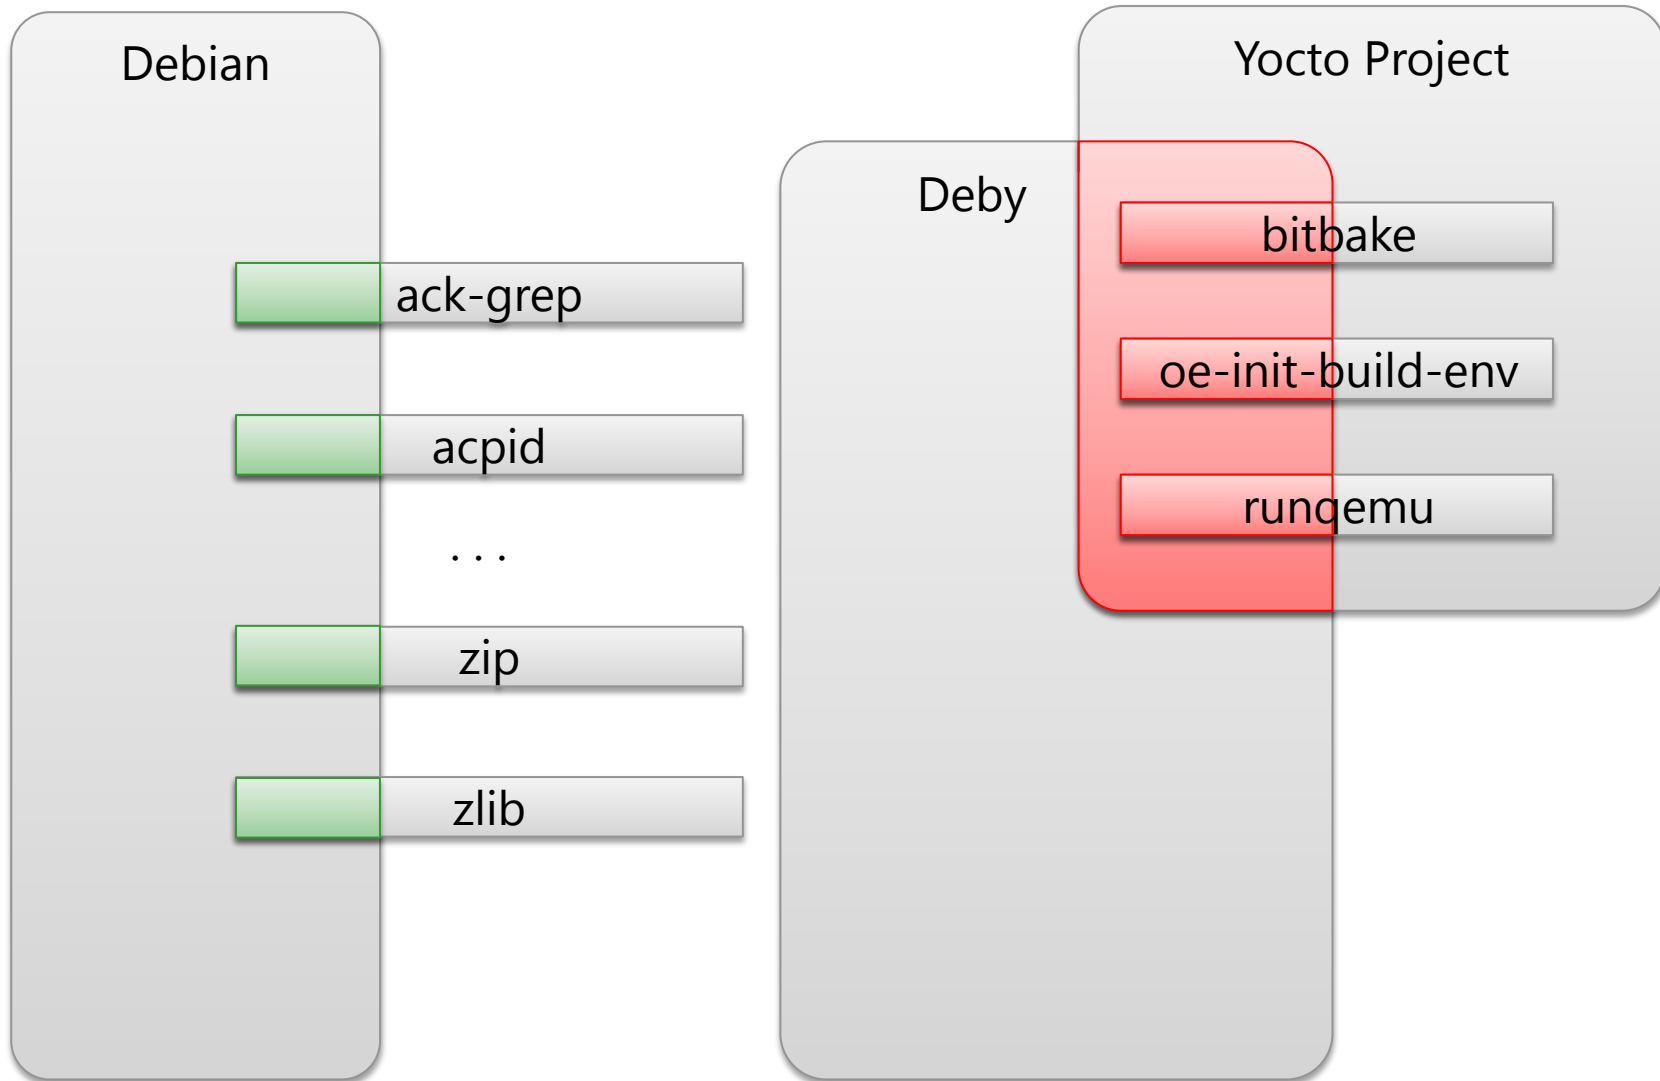 Debian
ack-grep
acpid
. . .
zip
zlib
Deby
Yocto Project
bitbake
oe-init-build-env
runqemu